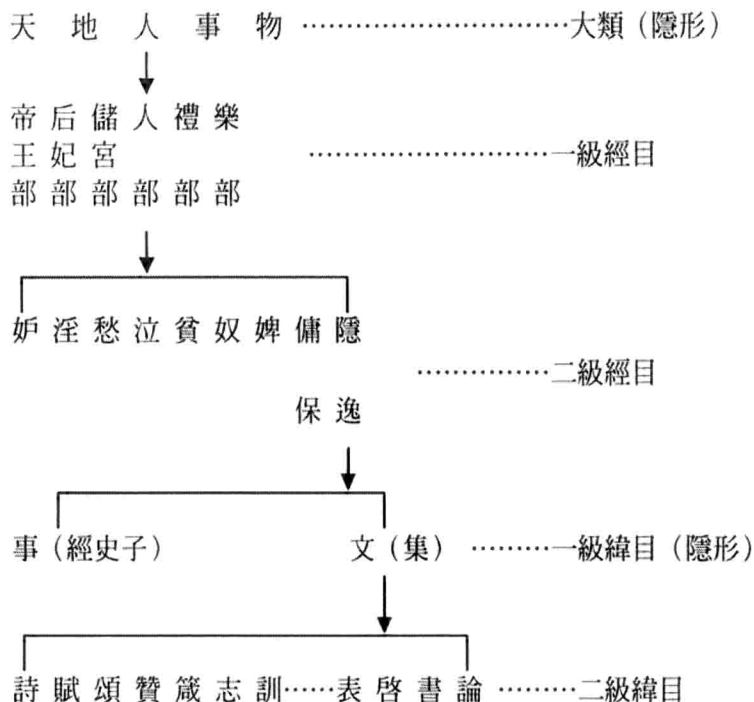 天 地 人 事 物 ……………………大類（隱形）
帝 后 儲 人 禮 樂
王 妃 宮 ……………………一級經目
部 部 部 部 部 部
妒 淫 愁 泣 貧 奴 婢 傭 隱
……………二級經目
保 逸
事（經史子） 文（集） ………一級緯目（隱形）
詩 賦 頌 贊 箴 志 訓……表 啓 書 論 ………二級緯目